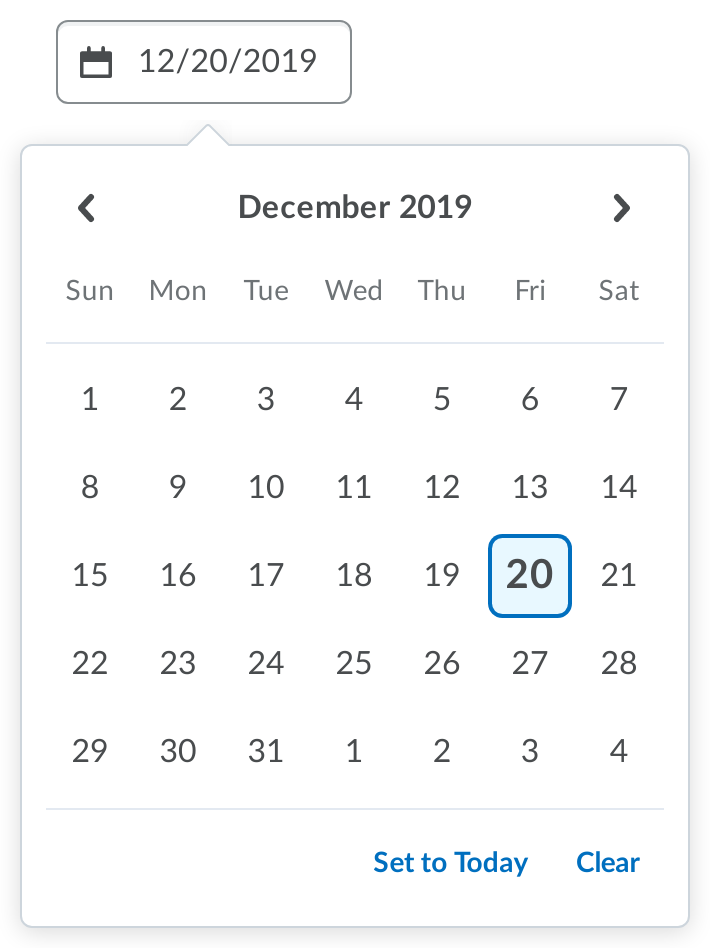 12/20/2019
December 2019
Sun Mon Tue Wed Thu Fri Sat
1 2 3 4 5 6 7
8 9 10 11 12 13 14
15 16 17 18 19 20 21
22 23 24 25 26 27 28
29 30 31 1 2 3 4
Set to Today Clear